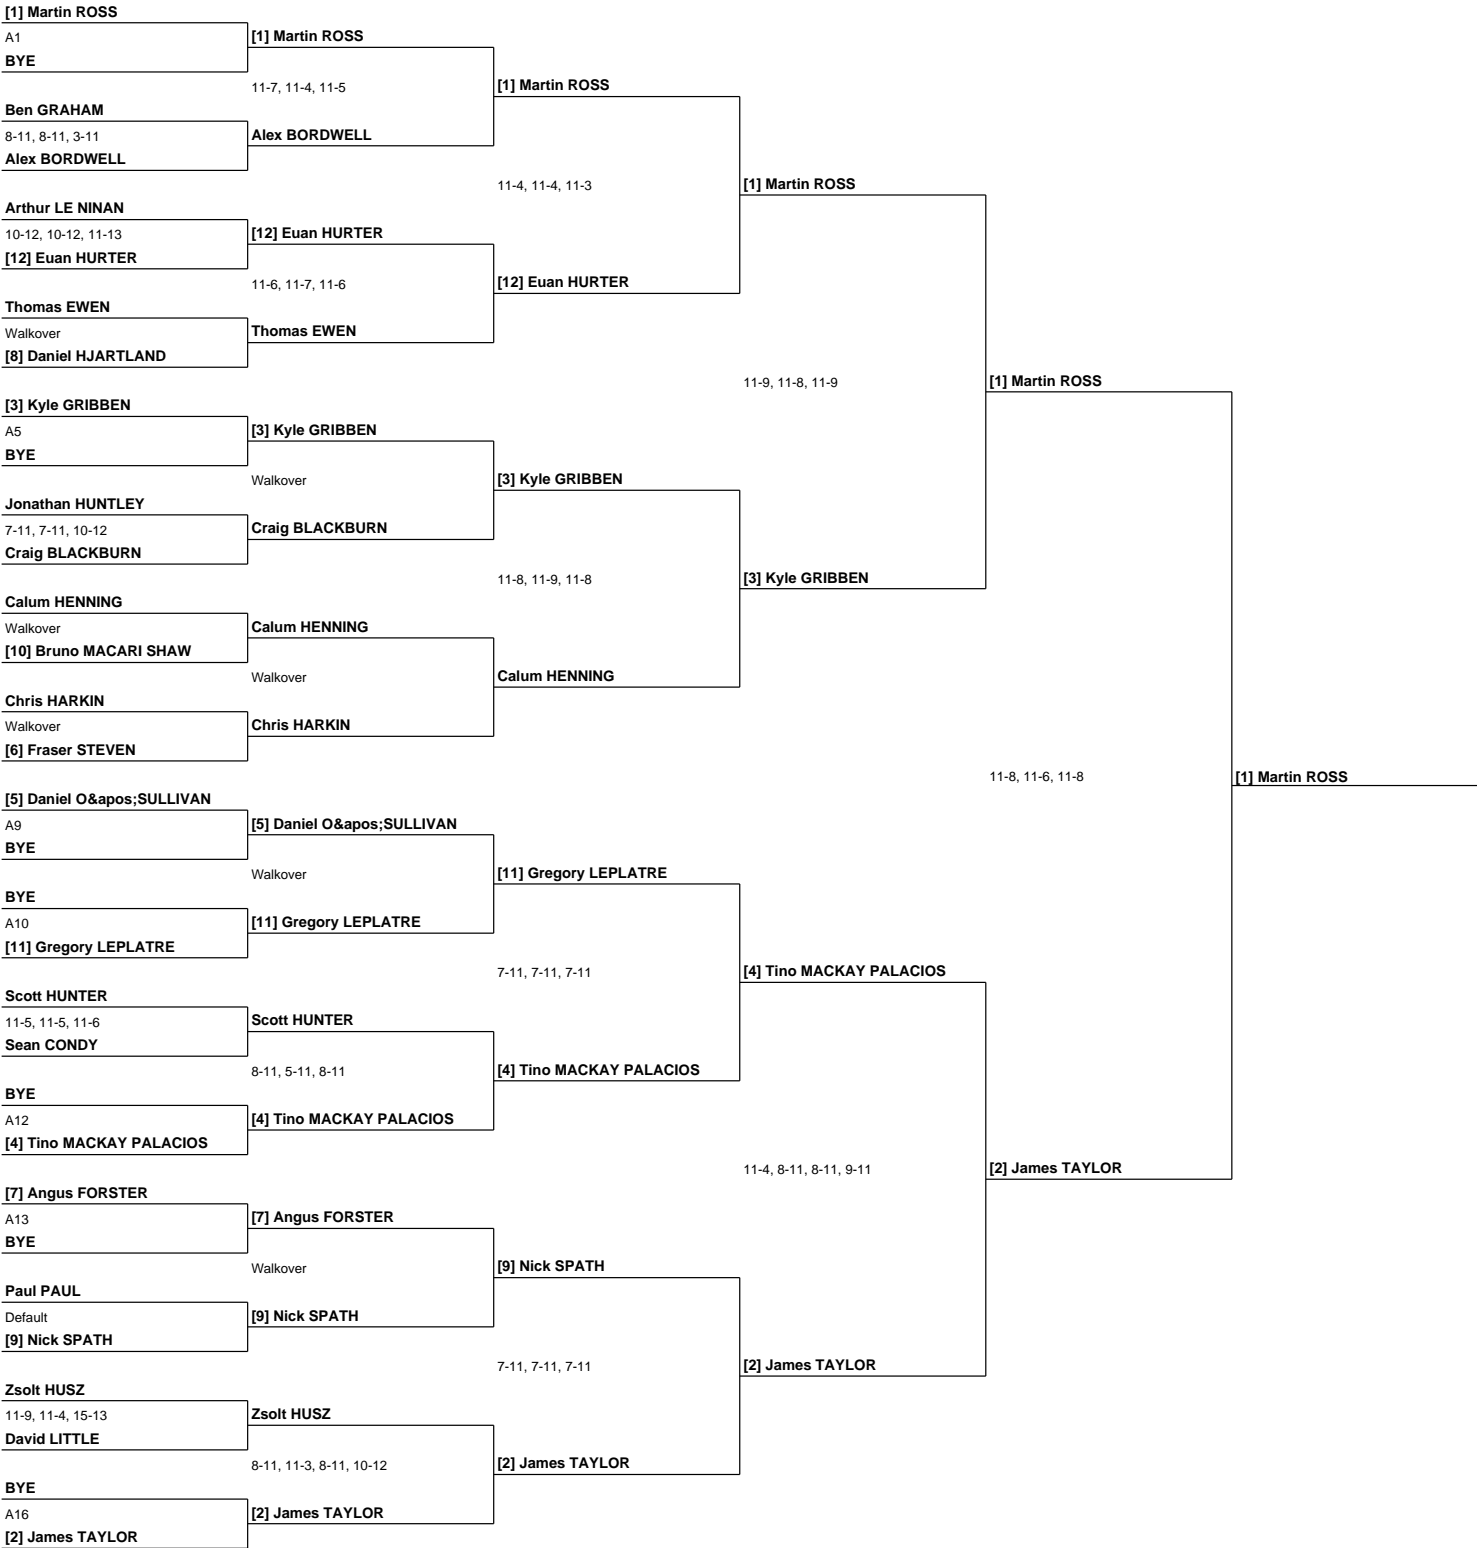 [1] Martin ROSS
A1
[1] Martin ROSS
BYE
11-7, 11-4, 11-5
[1] Martin ROSS
Ben GRAHAM
8-11, 8-11, 3-11
Alex BORDWELL
Alex BORDWELL
11-4, 11-4, 11-3
[1] Martin ROSS
Arthur LE NINAN
10-12, 10-12, 11-13
[12] Euan HURTER
[12] Euan HURTER
11-6, 11-7, 11-6
[12] Euan HURTER
Thomas EWEN
Walkover
Thomas EWEN
[8] Daniel HJARTLAND
11-9, 11-8, 11-9
[1] Martin ROSS
[3] Kyle GRIBBEN
A5
[3] Kyle GRIBBEN
BYE
Walkover
[3] Kyle GRIBBEN
Jonathan HUNTLEY
7-11, 7-11, 10-12
Craig BLACKBURN
Craig BLACKBURN
11-8, 11-9, 11-8
[3] Kyle GRIBBEN
Calum HENNING
Walkover
Calum HENNING
[10] Bruno MACARI SHAW
Walkover
Calum HENNING
Chris HARKIN
Walkover
Chris HARKIN
[6] Fraser STEVEN
11-8, 11-6, 11-8
[1] Martin ROSS
[5] Daniel O&apos;SULLIVAN
A9
[5] Daniel O&apos;SULLIVAN
BYE
Walkover
[11] Gregory LEPLATRE
BYE
A10
[11] Gregory LEPLATRE
[11] Gregory LEPLATRE
7-11, 7-11, 7-11
[4] Tino MACKAY PALACIOS
Scott HUNTER
11-5, 11-5, 11-6
Scott HUNTER
Sean CONDY
8-11, 5-11, 8-11
[4] Tino MACKAY PALACIOS
BYE
A12
[4] Tino MACKAY PALACIOS
[4] Tino MACKAY PALACIOS
11-4, 8-11, 8-11, 9-11
[2] James TAYLOR
[7] Angus FORSTER
A13
[7] Angus FORSTER
BYE
Walkover
[9] Nick SPATH
Paul PAUL
Default
[9] Nick SPATH
[9] Nick SPATH
7-11, 7-11, 7-11
[2] James TAYLOR
Zsolt HUSZ
11-9, 11-4, 15-13
Zsolt HUSZ
David LITTLE
8-11, 11-3, 8-11, 10-12
[2] James TAYLOR
BYE
A16
[2] James TAYLOR
[2] James TAYLOR